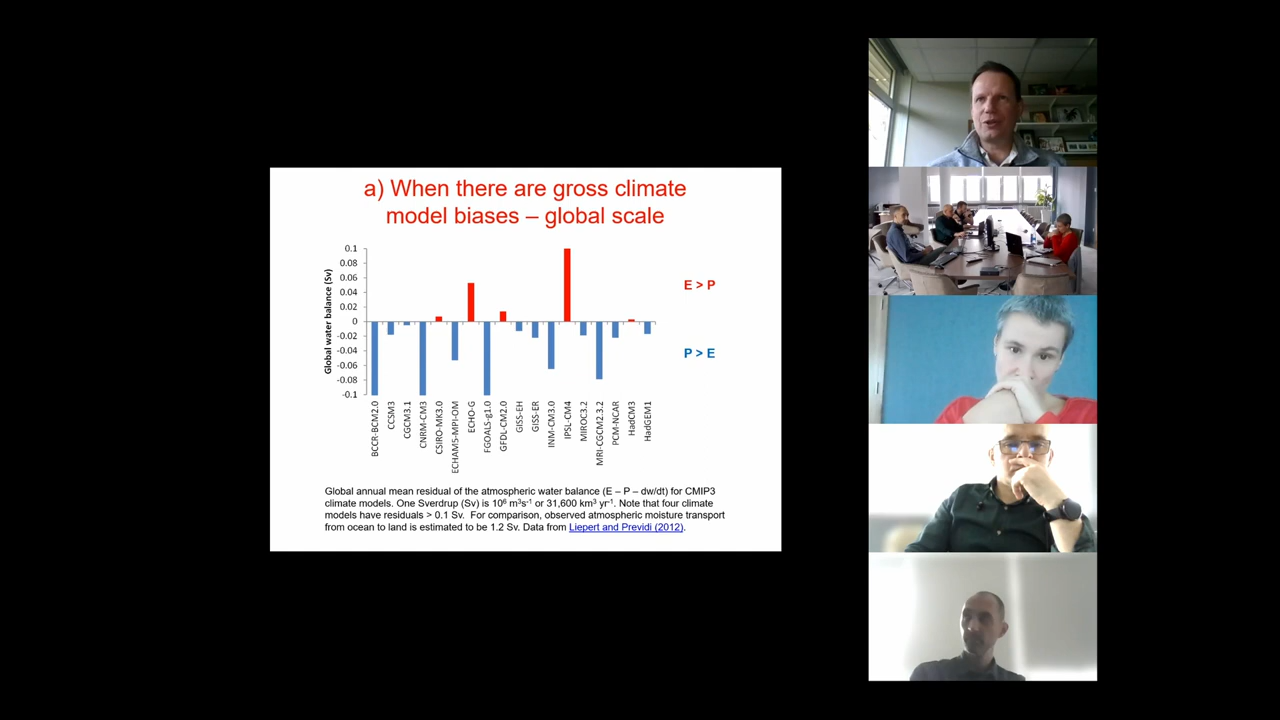 a) When there are gross climate
model biases – global scale
Global water balance (Sv)
0.1
0.08
0.06
0.04
0.02
0
-0.02
-0.04
-0.06
-0.08
-0.1
E > P
P > E
BCCR-BCM2.0
CCSM3
CGCM3.1
CNRM-CM3
CSIRO-MK3.0
ECHAM5-MPI-OM
ECHO-G
FGOALS-g1.0
GFDL-CM2.0
GISS-EH
GISS-ER
INM-CM3.0
IPSL-CM4
MIROC3.2
MRI-CGCM2.3.2
PCM-NCAR
HadCM3
HadGEM1
Global annual mean residual of the atmospheric water balance (E – P – dw/dt) for CMIP3
climate models. One Sverdrup (Sv) is 10⁶ m³s⁻¹ or 31,600 km³ yr⁻¹. Note that four climate
models have residuals > 0.1 Sv. For comparison, observed atmospheric moisture transport
from ocean to land is estimated to be 1.2 Sv. Data from Liepert and Previdi (2012).